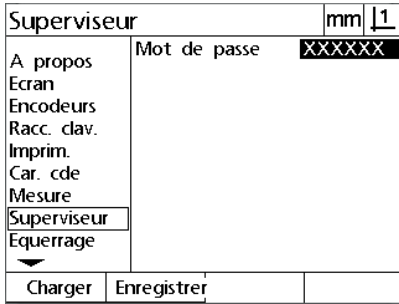 Superviseur mm 1
Mot de passe XXXXXX
A propos
Ecran
Encodeurs
Racc. clav.
Imprim.
Car. cde
Mesure
Superviseur
Equerrage
Charger Enregistrer